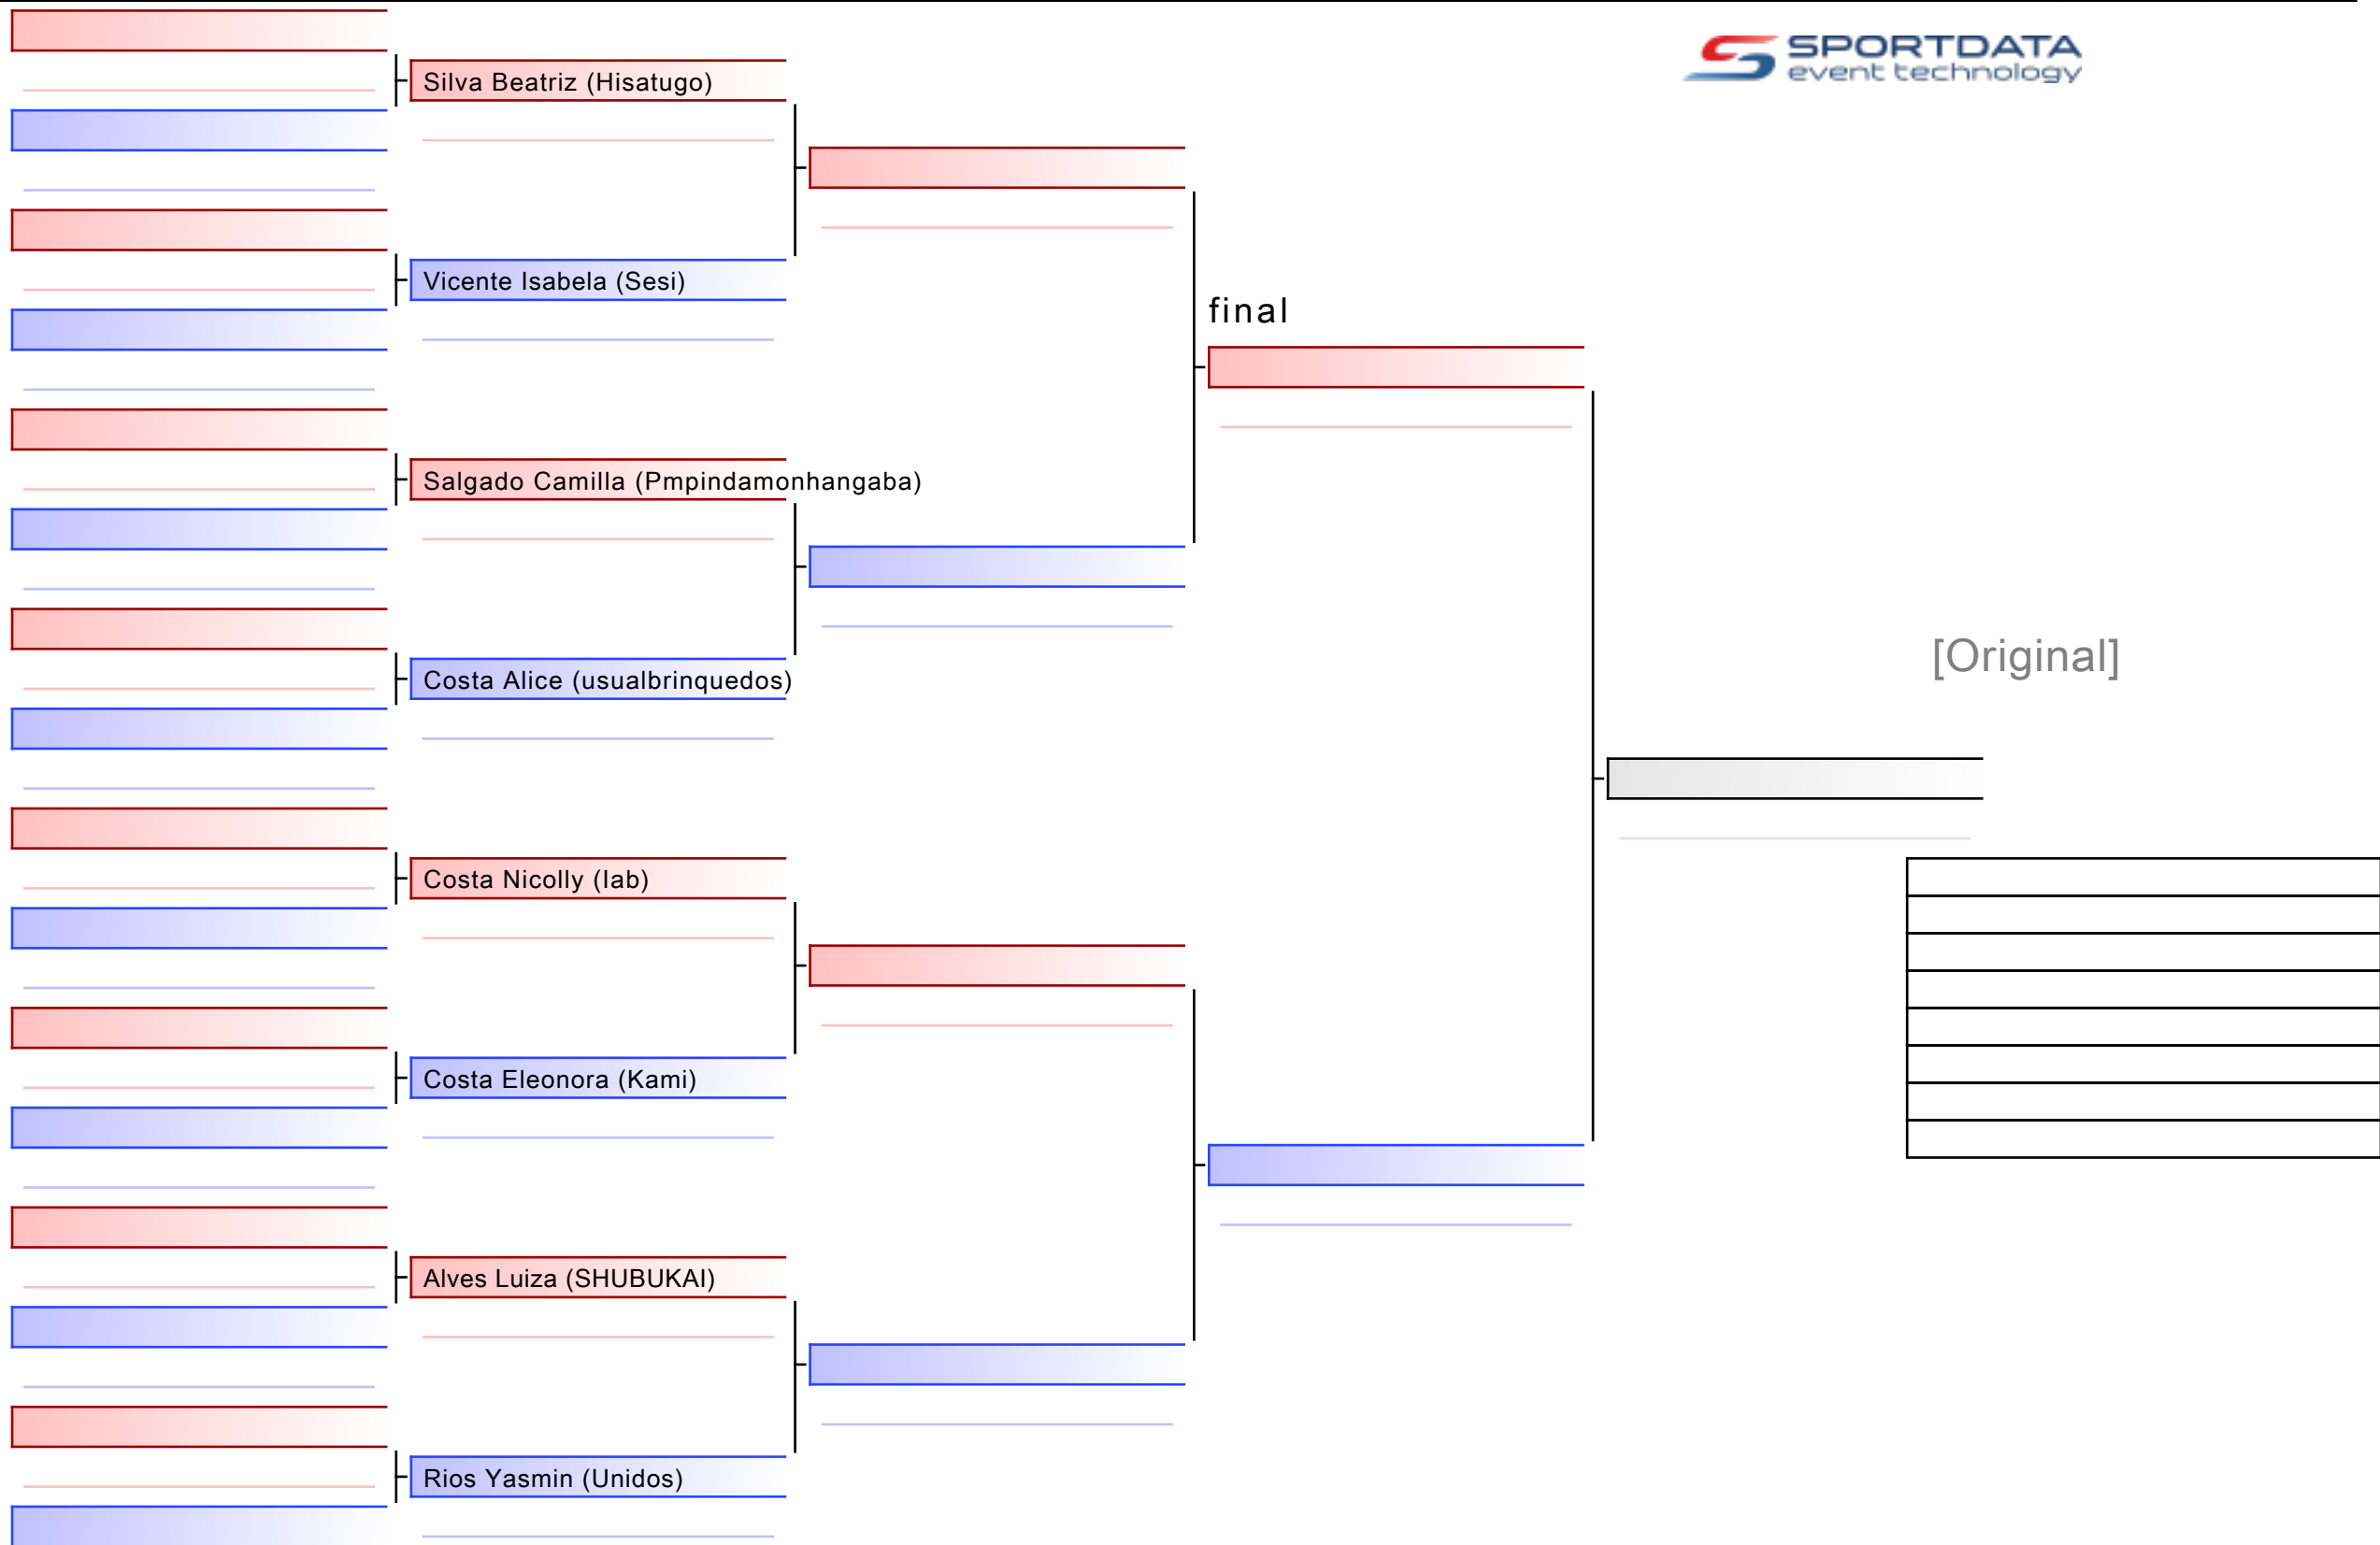 SPORTDATA
event technology
Silva Beatriz (Hisatugo)
Vicente Isabela (Sesi)
final
Salgado Camilla (Pmpindamonhangaba)
[Original]
Costa Alice (usualbrinquedos)
Costa Nicolly (Iab)
Costa Eleonora (Kami)
Alves Luiza (SHUBUKAI)
Rios Yasmin (Unidos)